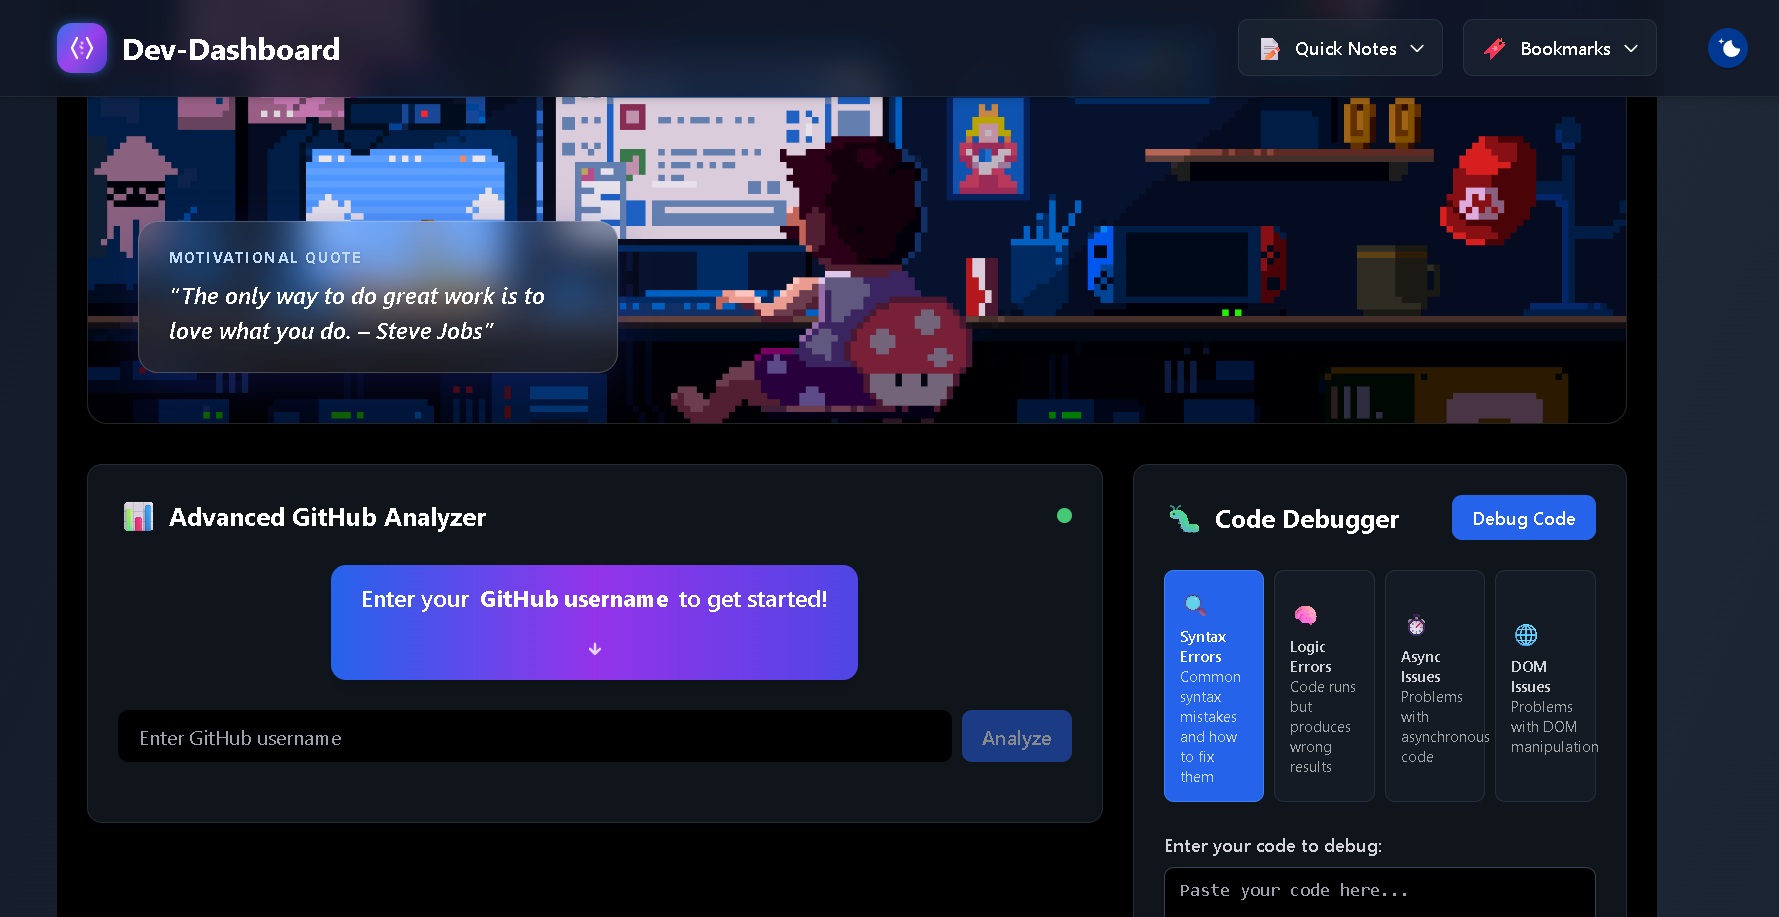 Dev-Dashboard
Quick Notes
Bookmarks
MOTIVATIONAL QUOTE
"The only way to do great work is to
love what you do. – Steve Jobs"
Advanced GitHub Analyzer
Enter your GitHub username to get started!
Enter GitHub username
Analyze
Code Debugger
Debug Code
Syntax
Errors
Common
syntax
mistakes
and how
to fix
them
Logic
Errors
Code runs
but
produces
wrong
results
Async
Issues
Problems
with
asynchronous
code
DOM
Issues
Problems
with DOM
manipulation
Enter your code to debug:
Paste your code here...